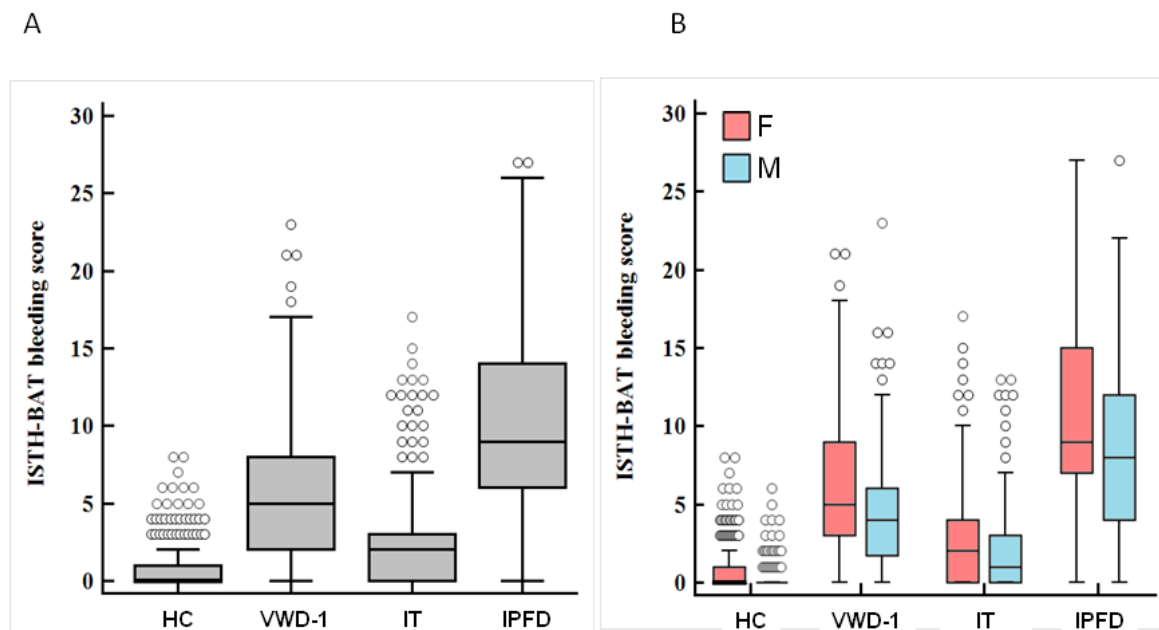 A
B
ISTH-BAT bleeding score
30
25
20
15
10
5
0
HC VWD-1 IT IPFD
ISTH-BAT bleeding score
30
25
20
15
10
5
0
F
M
HC VWD-1 IT IPFD